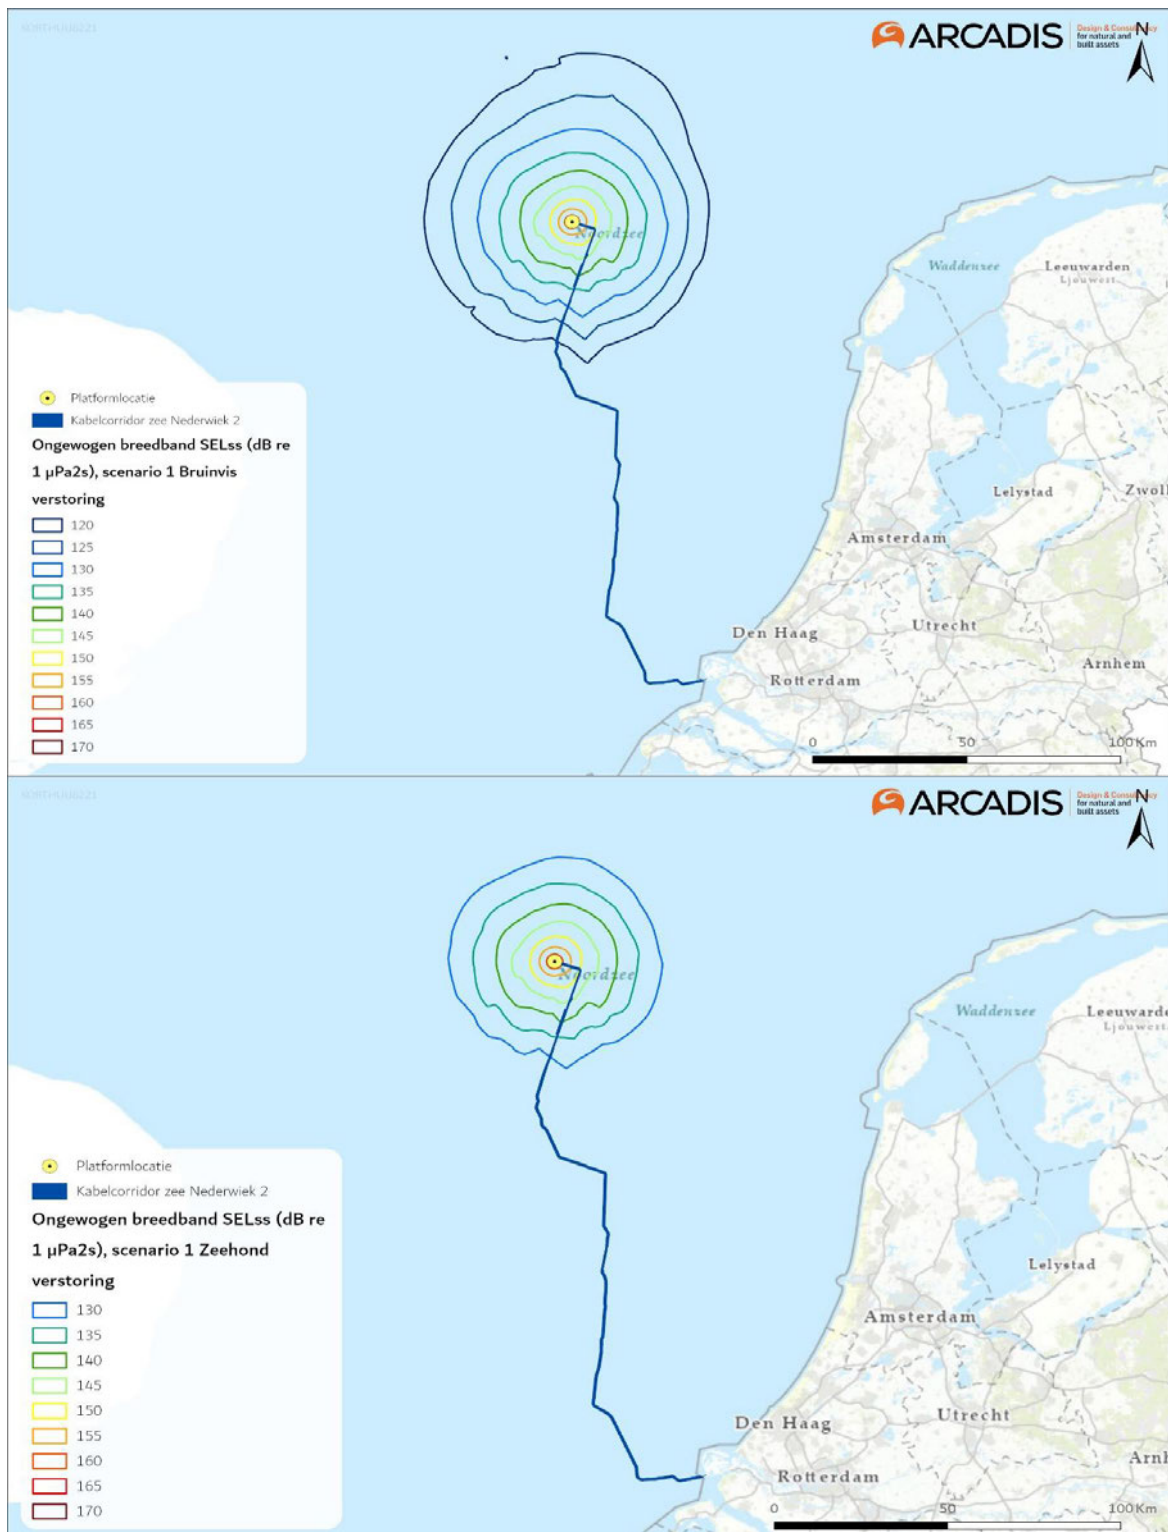 ARCADIS
Design & Consultancy
for natural and
built assets
N
Noordzee
Waddenzee
Leeuwarden
Ljouwert
Platformlocatie
Kabelcorridor zee Nederwiek 2
Ongewogen breedband SELss (dB re
1 µPa2s), scenario 1 Bruinvis
verstoring
120
125
130
135
140
145
150
155
160
165
170
Lelystad
Zwoll
Amsterdam
Den Haag
Utrecht
Arnhem
Rotterdam
0
50
100 Km
ARCADIS
Design & Consultancy
for natural and
built assets
N
Noordzee
Waddenzee
Leeuwarde
Ljouwert
Platformlocatie
Kabelcorridor zee Nederwiek 2
Ongewogen breedband SELss (dB re
1 µPa2s), scenario 1 Zeehond
verstoring
130
135
140
145
150
155
160
165
170
Lelystad
Amsterdam
Den Haag
Utrecht
Arnh
Rotterdam
0
50
100 Km